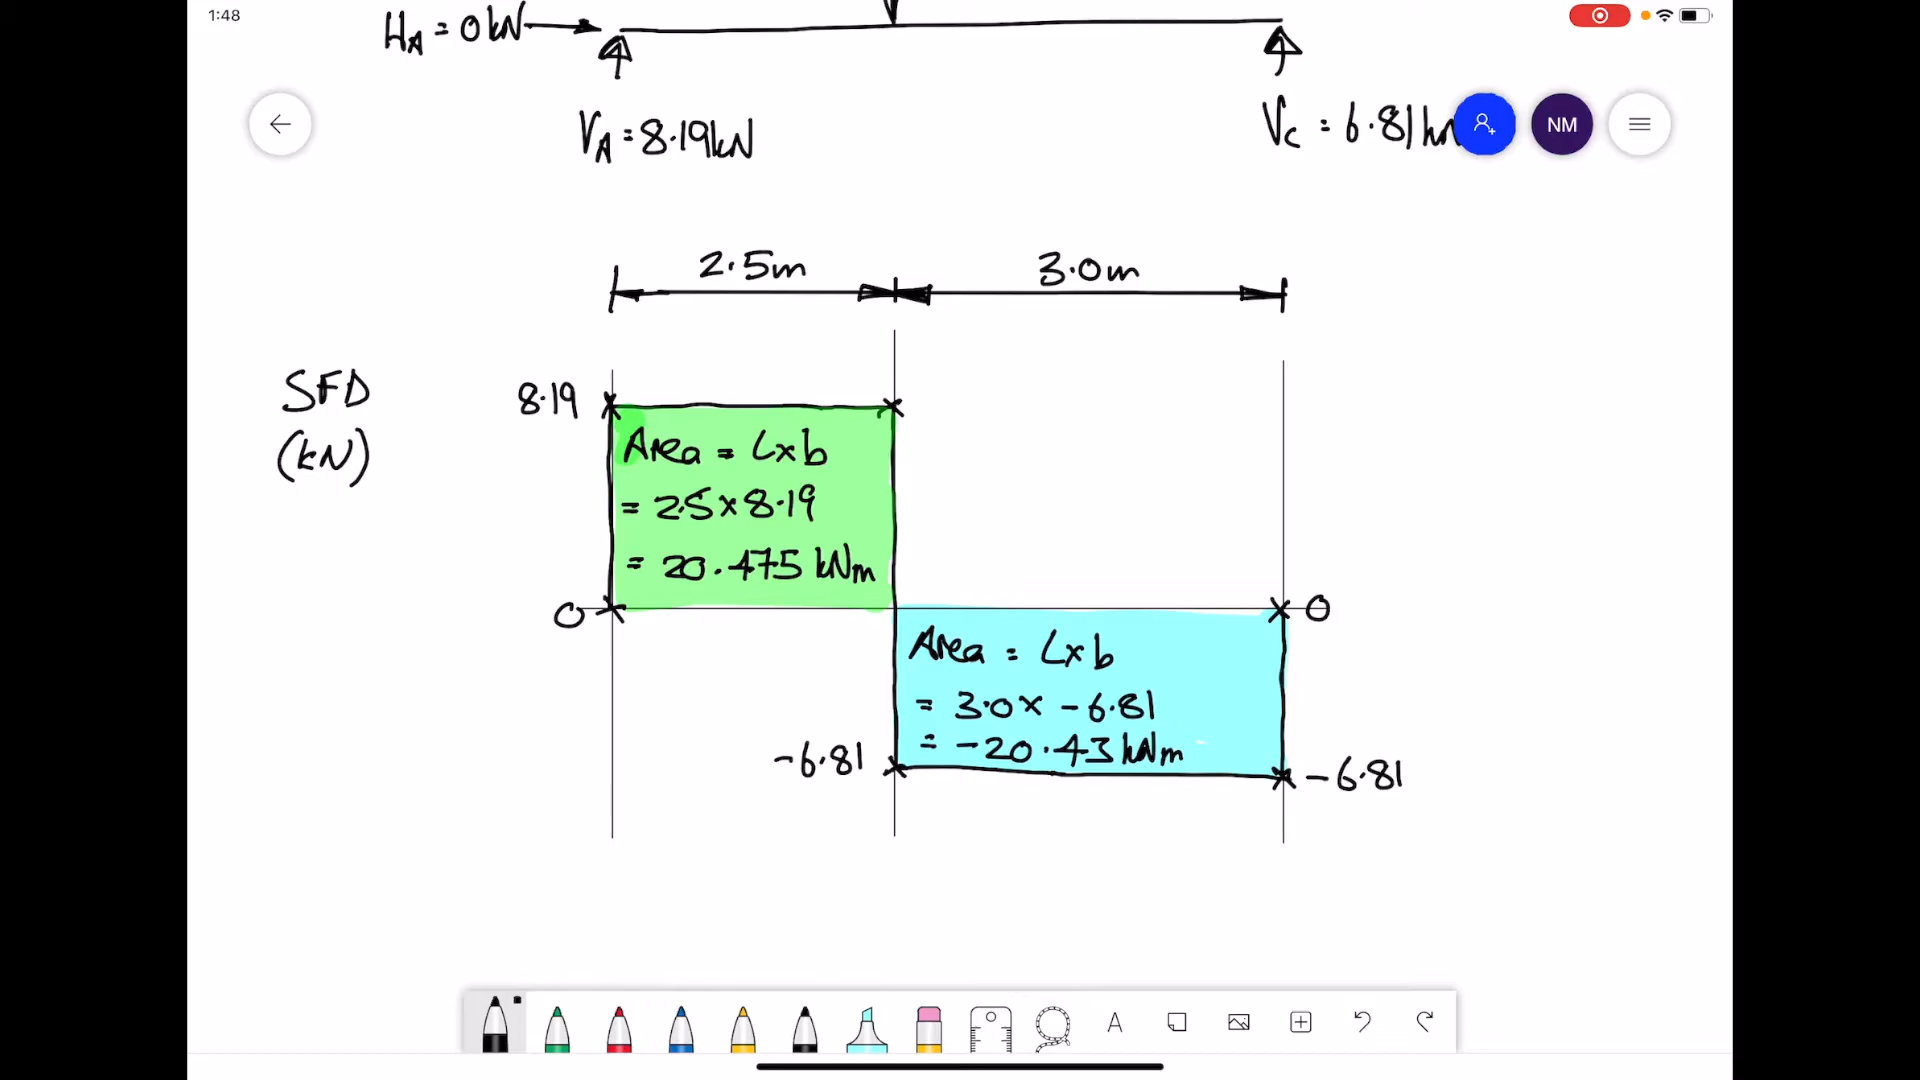 1:48
HA = 0 kN
VA = 8.19kN
VC = 6.81kN
NM
2.5m
3.0m
SFD
(kN)
8.19
Area = L x b
= 2.5 x 8.19
= 20.475 kNm
0
0
Area = L x b
= 3.0 x -6.81
= -20.43 kNm
-6.81
-6.81
A